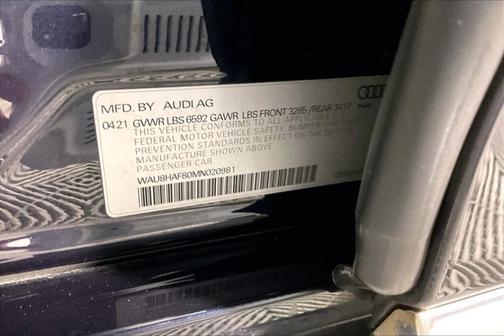 MFD. BY AUDI AG
0421 GVWR LBS 6592 GAWR LBS FRONT 3285 /REAR 3417
THIS VEHICLE CONFORMS TO ALL APPLICABLE
FEDERAL MOTOR VEHICLE SAFETY, BUMPER AND THEFT
PREVENTION STANDARDS IN EFFECT ON THE DATE OF
MANUFACTURE SHOWN ABOVE
PASSENGER CAR
WAU8HAF80MN020981